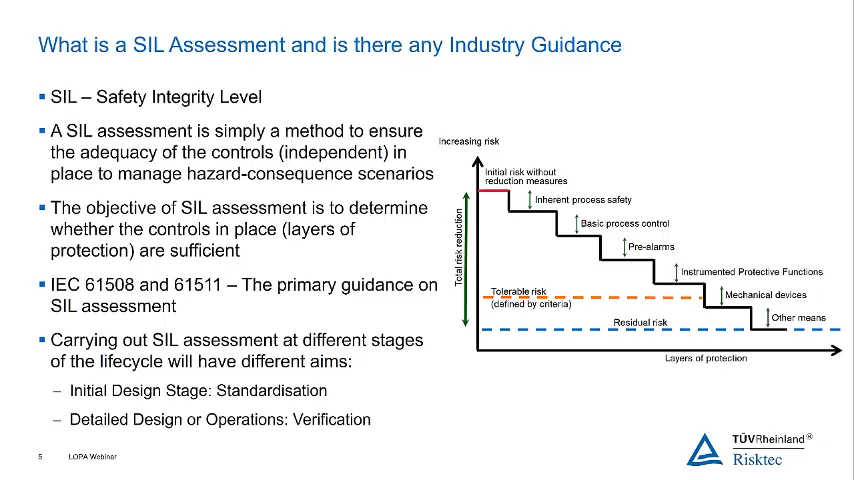 What is a SIL Assessment and is there any Industry Guidance
▪ SIL – Safety Integrity Level
▪ A SIL assessment is simply a method to ensure
the adequacy of the controls (independent) in
place to manage hazard-consequence scenarios
▪ The objective of SIL assessment is to determine
whether the controls in place (layers of
protection) are sufficient
▪ IEC 61508 and 61511 – The primary guidance on
SIL assessment
▪ Carrying out SIL assessment at different stages
of the lifecycle will have different aims:
– Initial Design Stage: Standardisation
– Detailed Design or Operations: Verification
Increasing risk
Initial risk without
reduction measures
Inherent process safety
Basic process control
Pre-alarms
Instrumented Protective Functions
Mechanical devices
Other means
Total risk reduction
Tolerable risk
(defined by criteria)
Residual risk
Layers of protection
5 LOPA Webinar
TÜVRheinland®
Risktec